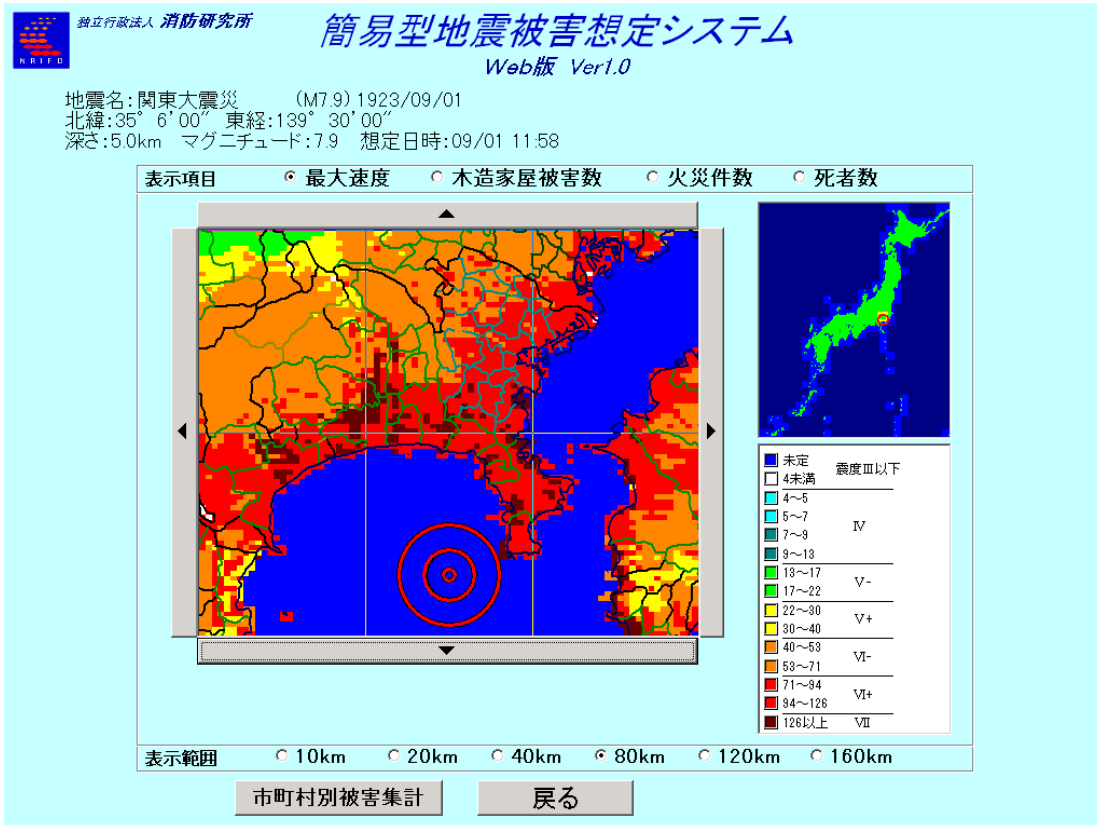 独立行政法人 消防研究所
NRIFD
簡易型地震被害想定システム
Web版 Ver1.0
地震名:関東大震災 (M7.9) 1923/09/01
北緯:35° 6'00" 東経:139° 30'00"
深さ:5.0km マグニチュード:7.9 想定日時:09/01 11:58
表示項目 最大速度 木造家屋被害数 火災件数 死者数
未定 震度Ⅲ以下
4未満
4～5
5～7 Ⅳ
7～9
9～13
13～17 Ⅴ-
17～22
22～30 Ⅴ+
30～40
40～53 Ⅵ-
53～71
71～94 Ⅵ+
94～126
126以上 Ⅶ
表示範囲 10km 20km 40km 80km 120km 160km
市町村別被害集計 戻る